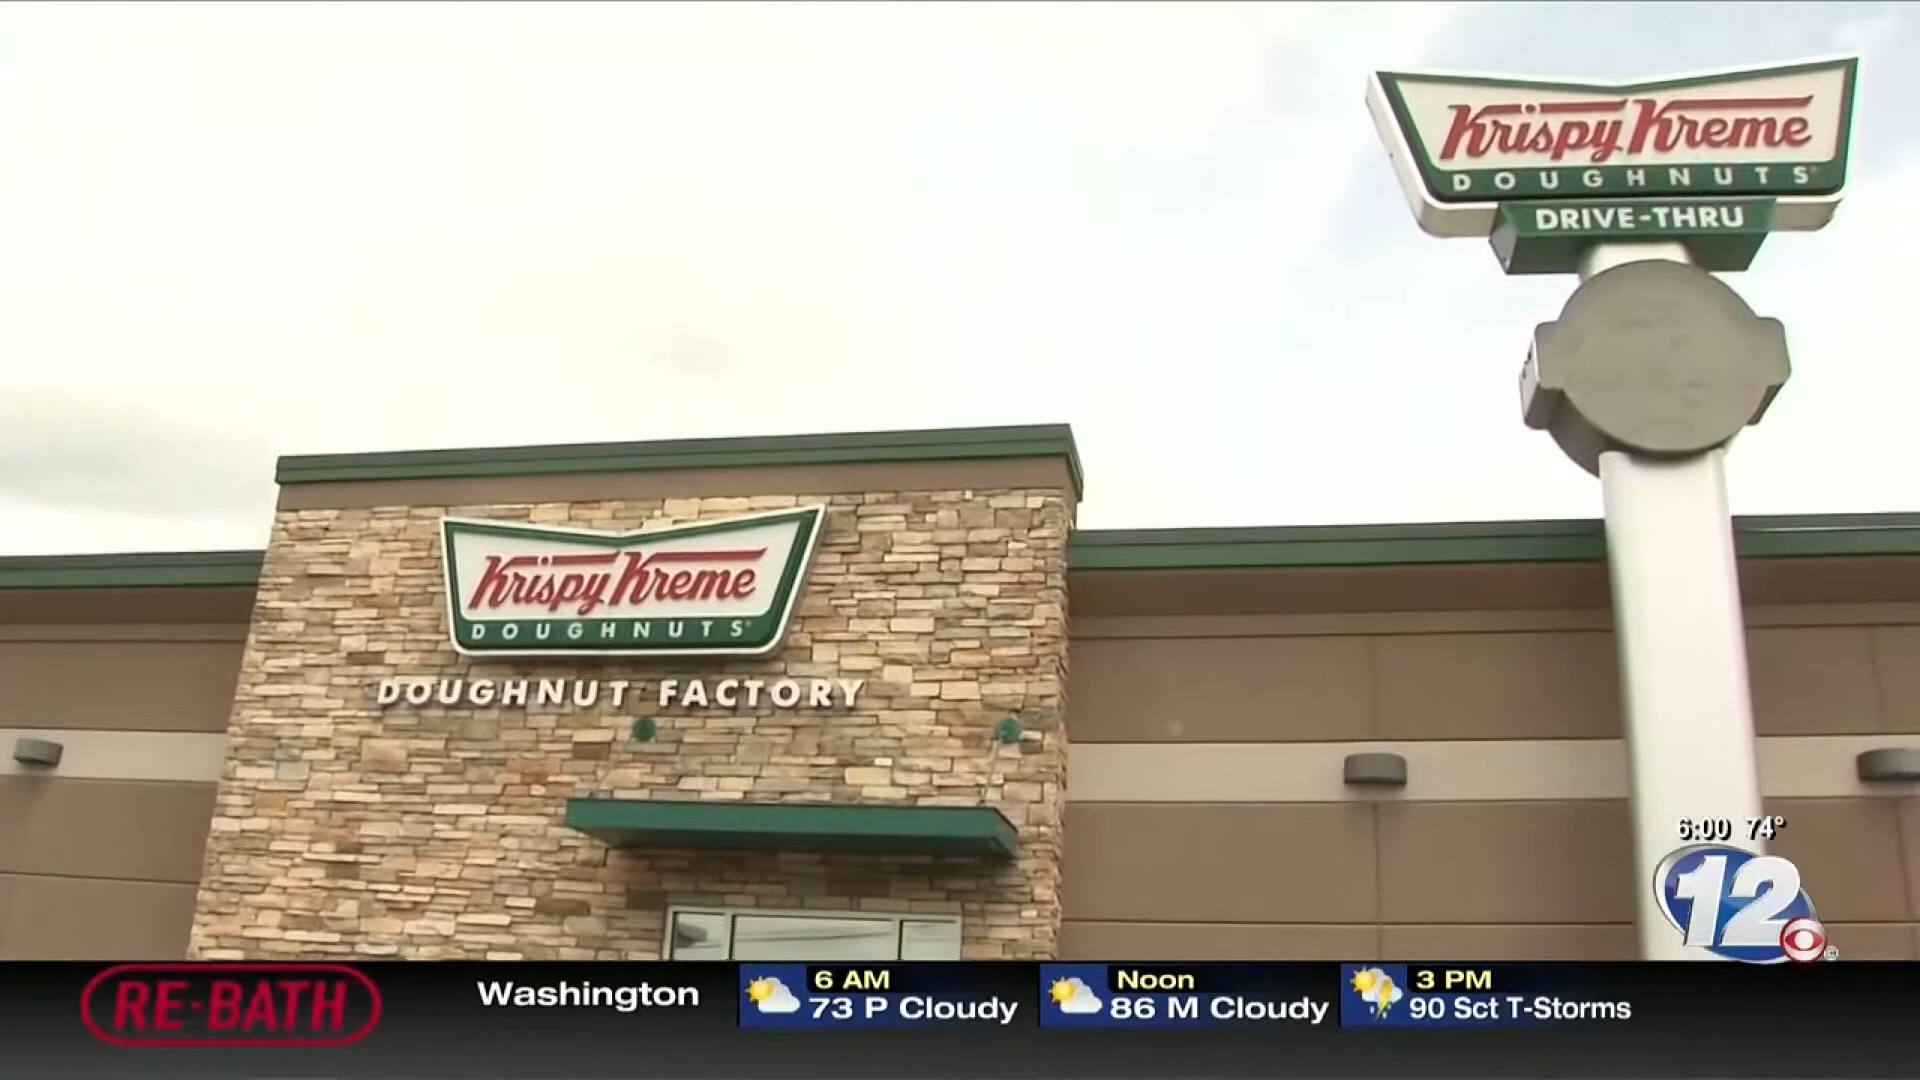 Krispy Kreme
DOUGHNUTS
DRIVE-THRU
Krispy Kreme
DOUGHNUTS
DOUGHNUT FACTORY
6:00 74°
12
RE·BATH
Washington
6 AM
73 P Cloudy
Noon
86 M Cloudy
3 PM
90 Sct T-Storms